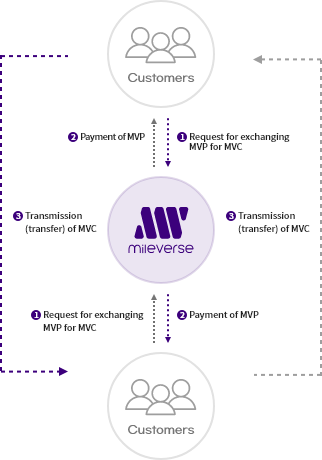 Customers
2 Payment of MVP
1 Request for exchanging
MVP for MVC
3 Transmission
(transfer) of MVC
mileverse
3 Transmission
(transfer) of MVC
1 Request for exchanging
MVP for MVC
2 Payment of MVP
Customers